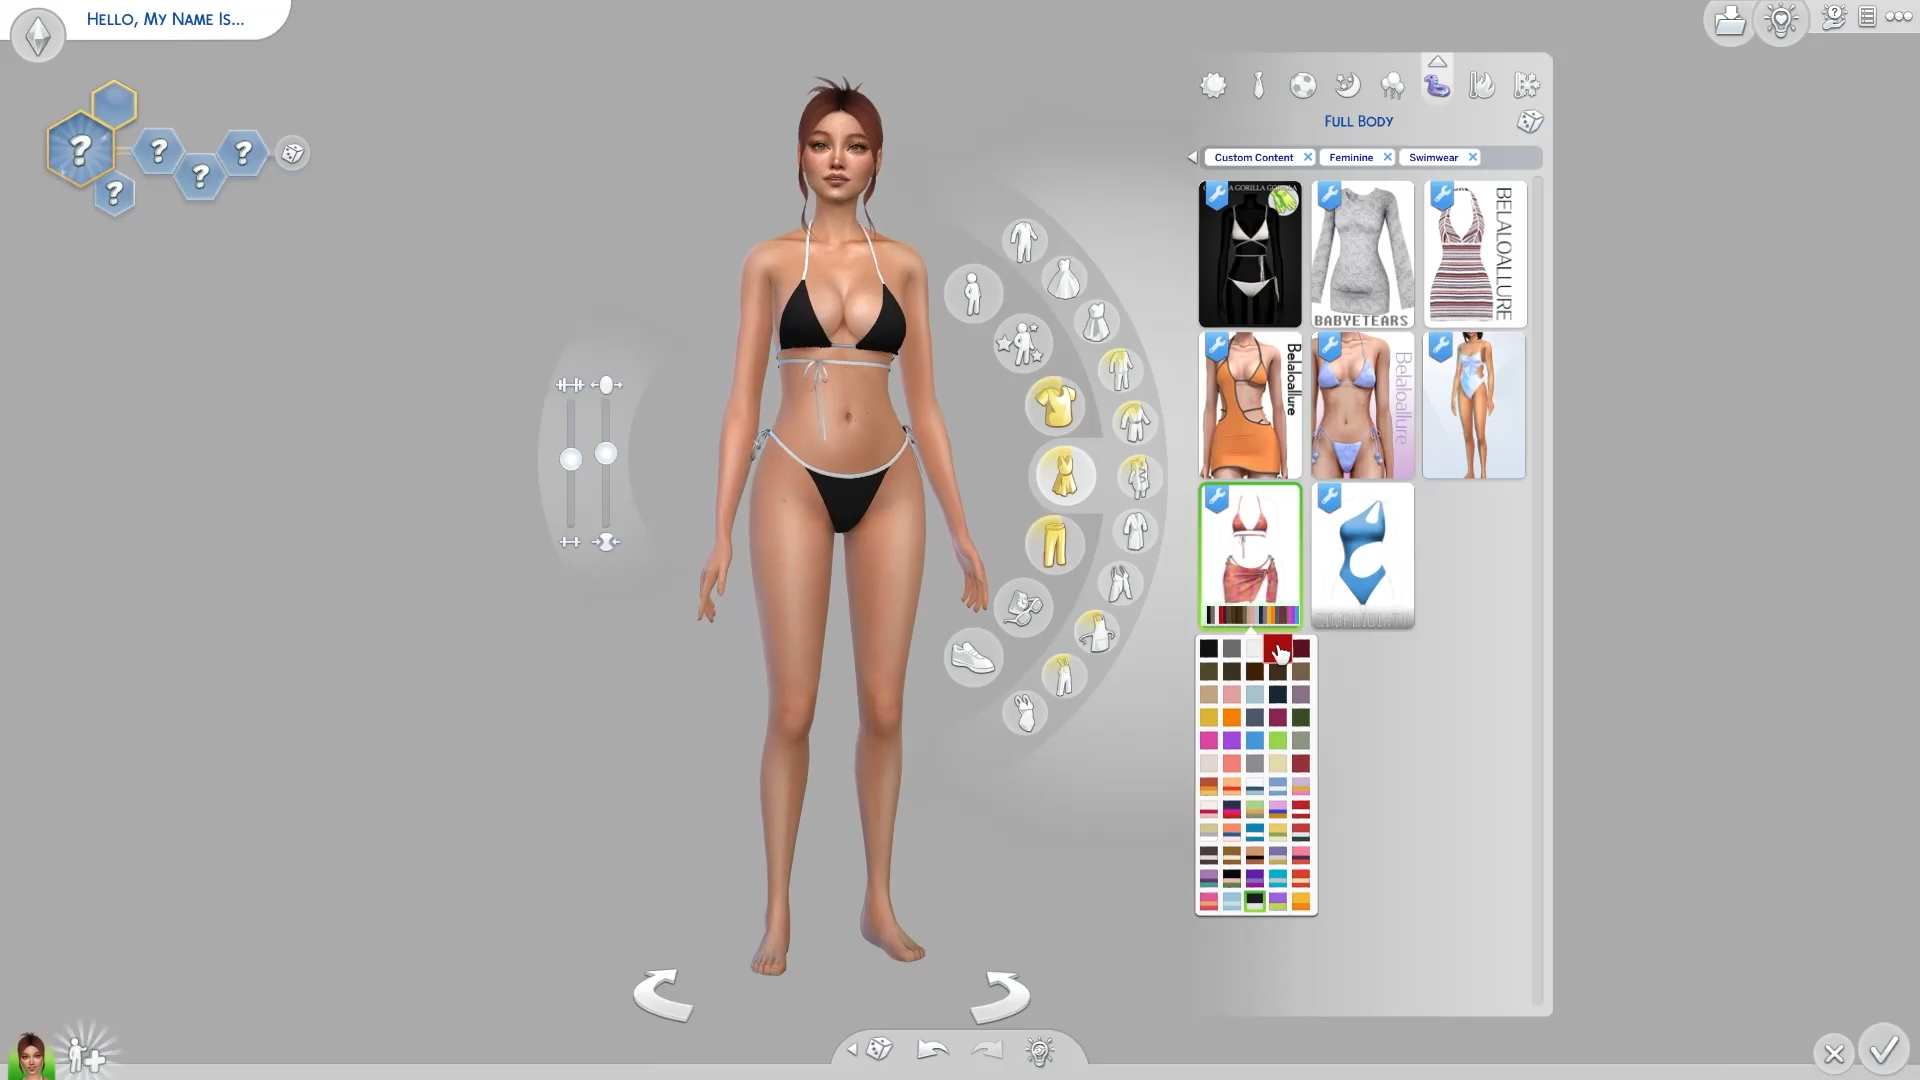 Hello, My Name Is...
Full Body
Custom Content
Feminine
Swimwear
BABYETEARS
BELALOALLURE
Belaloallure
Belaloallure